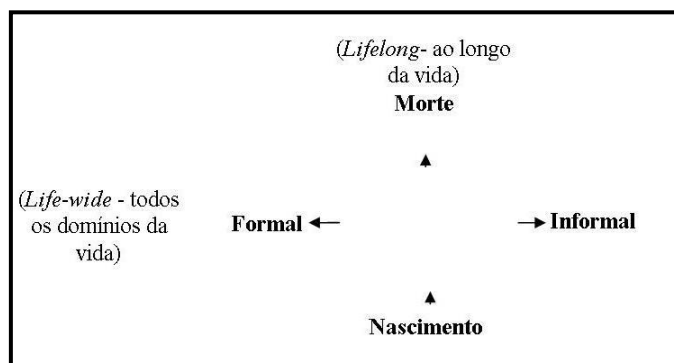 (Lifelong- ao longo
da vida)
Morte
(Life-wide - todos
os domínios da
vida)
Formal
Informal
Nascimento